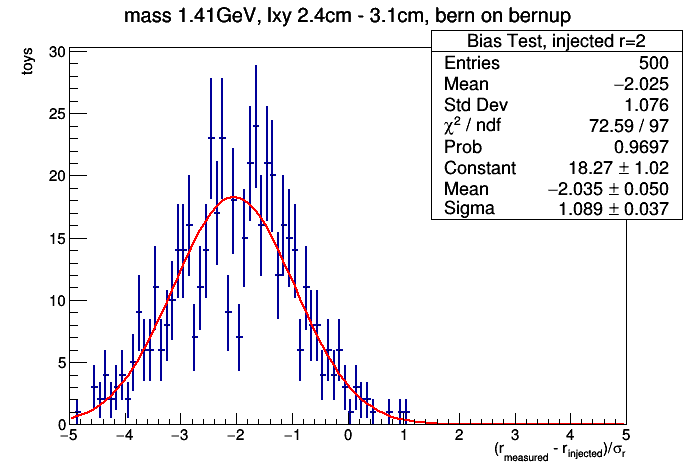 mass 1.41GeV, lxy 2.4cm - 3.1cm, bern on bernup
Bias Test, injected r=2
Entries 500
Mean −2.025
Std Dev 1.076
χ² / ndf 72.59 / 97
Prob 0.9697
Constant 18.27 ± 1.02
Mean −2.035 ± 0.050
Sigma 1.089 ± 0.037
toys
30
25
20
15
10
5
0
−5 −4 −3 −2 −1 0 1 2 3 4 5
(r_measured - r_injected)/σ_r